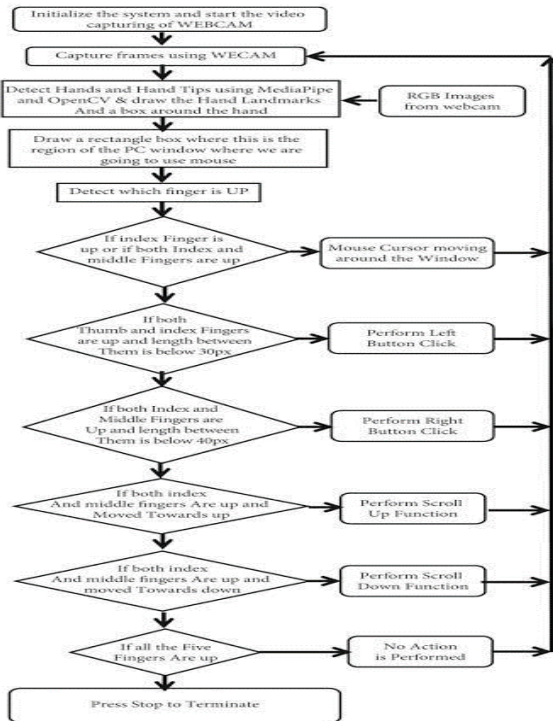 Initialize the system and start the video
capturing of WEBCAM
Capture frames using WECAM
Detect Hands and Hand Tips using MediaPipe
and OpenCV & draw the Hand Landmarks
And a box around the hand
RGB Images
from webcam
Draw a rectangle box where this is the
region of the PC window where we are
going to use mouse
Detect which finger is UP
If index Finger is
up or if both Index and
middle Fingers are up
Mouse Cursor moving
around the Window
If both
Thumb and index Fingers
are up and length between
Them is below 30px
Perform Left
Button Click
If both Index and
Middle Fingers are
Up and length between
Them is below 40px
Perform Right
Button Click
If both index
And middle fingers Are up and
Moved Towards up
Perform Scroll
Up Function
If both index
And middle fingers Are up and
moved Towards down
Perform Scroll
Down Function
If all the Five
Fingers Are up
No Action
is Performed
Press Stop to Terminate